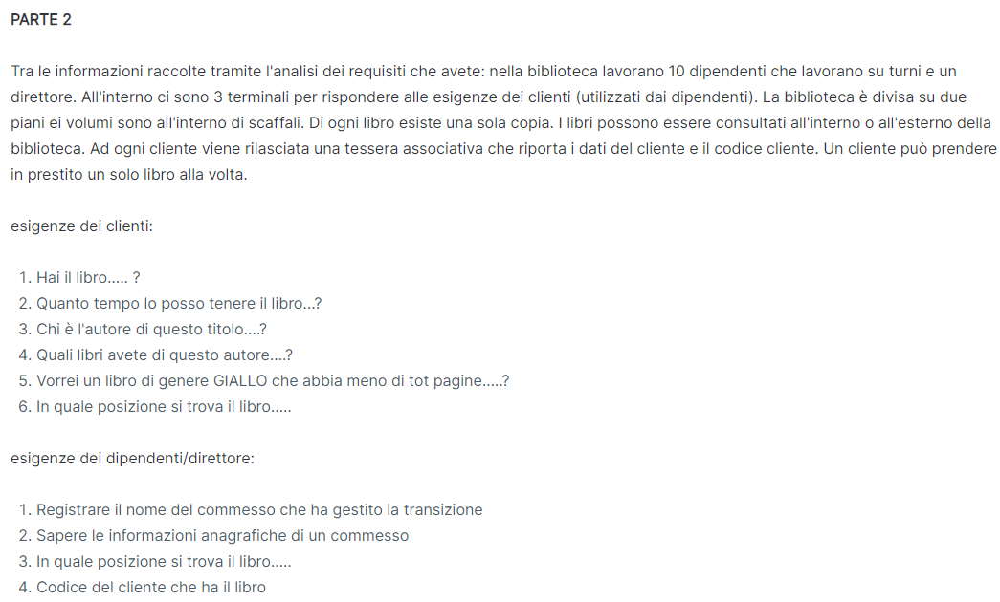 PARTE 2
Tra le informazioni raccolte tramite l'analisi dei requisiti che avete: nella biblioteca lavorano 10 dipendenti che lavorano su turni e un
direttore. All'interno ci sono 3 terminali per rispondere alle esigenze dei clienti (utilizzati dai dipendenti). La biblioteca è divisa su due
piani ei volumi sono all'interno di scaffali. Di ogni libro esiste una sola copia. I libri possono essere consultati all'interno o all'esterno della
biblioteca. Ad ogni cliente viene rilasciata una tessera associativa che riporta i dati del cliente e il codice cliente. Un cliente può prendere
in prestito un solo libro alla volta.
esigenze dei clienti:
1. Hai il libro..... ?
2. Quanto tempo lo posso tenere il libro...?
3. Chi è l'autore di questo titolo....?
4. Quali libri avete di questo autore....?
5. Vorrei un libro di genere GIALLO che abbia meno di tot pagine.....?
6. In quale posizione si trova il libro.....
esigenze dei dipendenti/direttore:
1. Registrare il nome del commesso che ha gestito la transizione
2. Sapere le informazioni anagrafiche di un commesso
3. In quale posizione si trova il libro.....
4. Codice del cliente che ha il libro